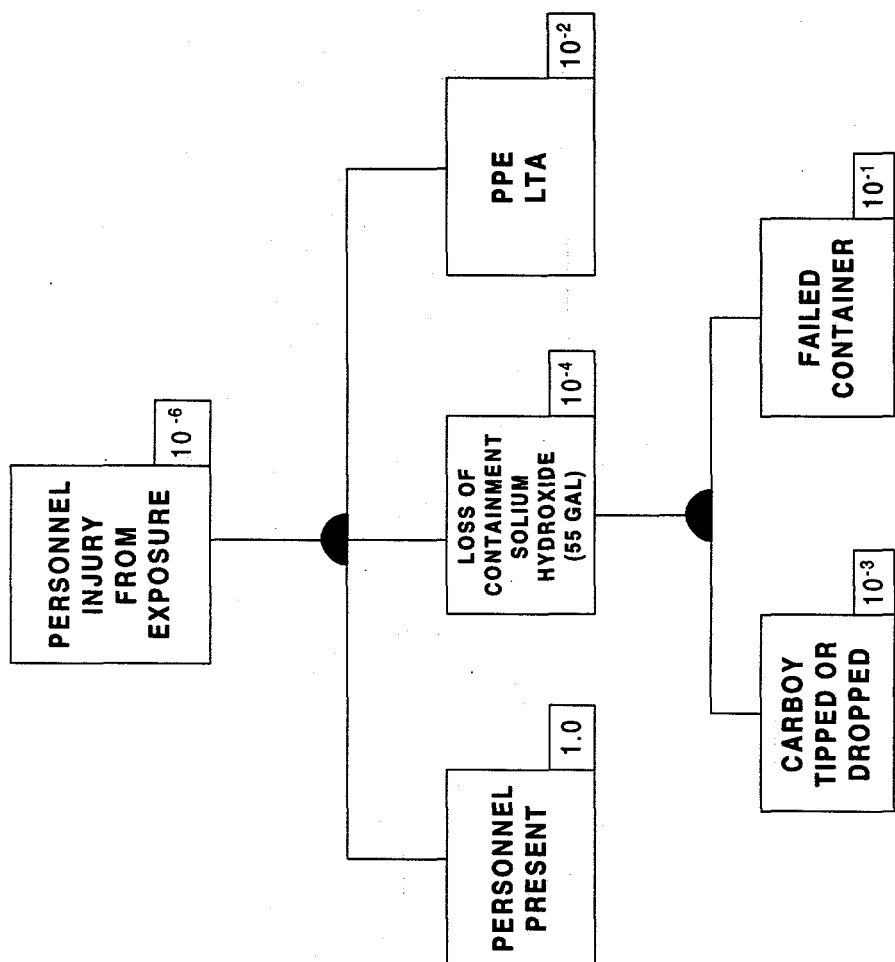 PERSONNEL
INJURY
FROM
EXPOSURE
10⁻⁶
PERSONNEL
PRESENT
1.0
LOSS OF
CONTAINMENT
SOLIUM
HYDROXIDE
(55 GAL)
10⁻⁴
PPE
LTA
10⁻²
CARBOY
TIPPED OR
DROPPED
10⁻³
FAILED
CONTAINER
10⁻¹